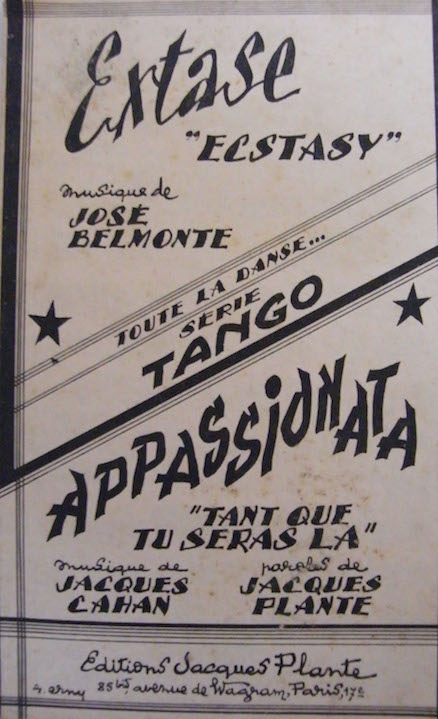 Extase
"ECSTASY"
musique de
JOSÉ
BELMONTE
TOUTE LA DANSE...
SÉRIE
TANGO
APPASSIONATA
"TANT QUE
TU SERAS LA"
musique de paroles de
JACQUES JACQUES
CAHAN PLANTE
Editions Jacques Plante
85bis, avenue de Wagram, Paris, 17e